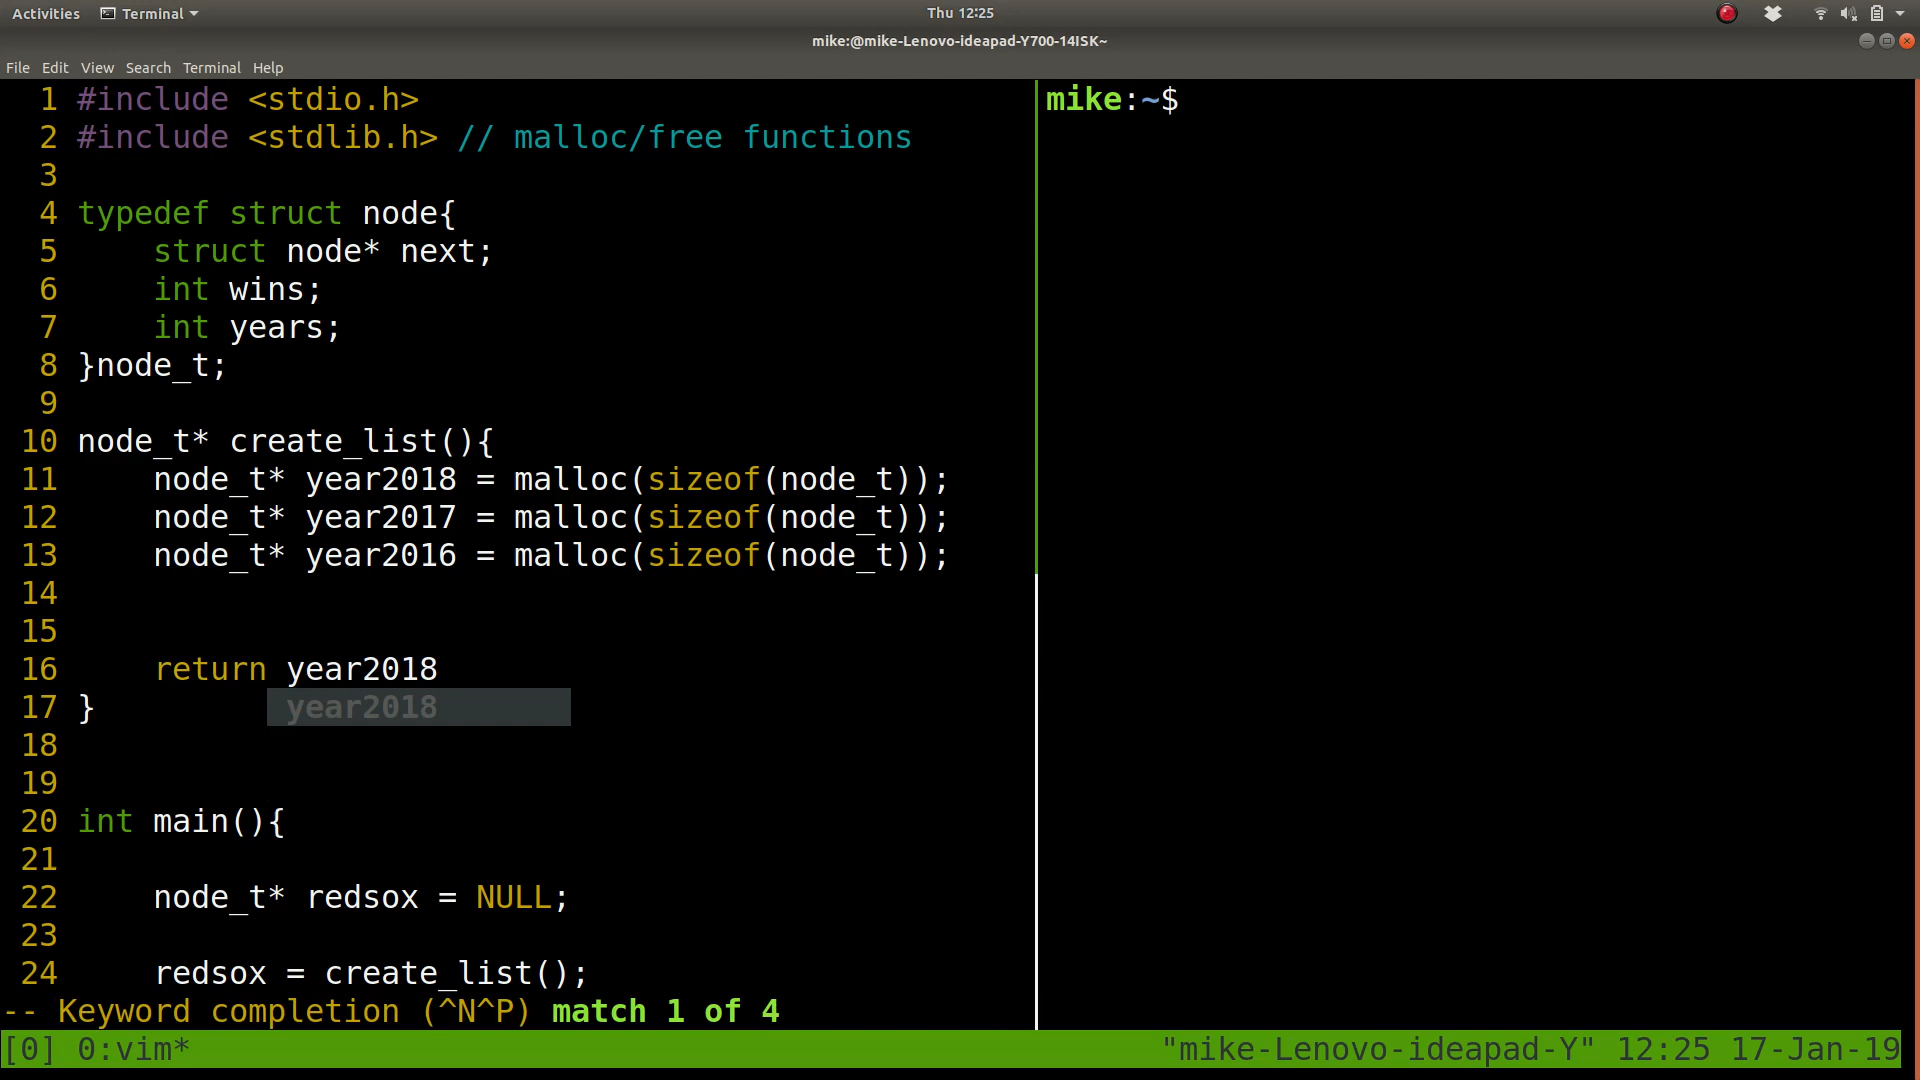 Activities Terminal Thu 12:25
mike:@mike-Lenovo-ideapad-Y700-14ISK~
File Edit View Search Terminal Help
1 #include <stdio.h>
2 #include <stdlib.h> // malloc/free functions
3
4 typedef struct node{
5     struct node* next;
6     int wins;
7     int years;
8 }node_t;
9
10 node_t* create_list(){
11     node_t* year2018 = malloc(sizeof(node_t));
12     node_t* year2017 = malloc(sizeof(node_t));
13     node_t* year2016 = malloc(sizeof(node_t));
14
15
16     return year2018
17 }          year2018
18
19
20 int main(){
21
22     node_t* redsox = NULL;
23
24     redsox = create_list();
-- Keyword completion (^N^P) match 1 of 4
mike:~$
[0] 0:vim* "mike-Lenovo-ideapad-Y" 12:25 17-Jan-19